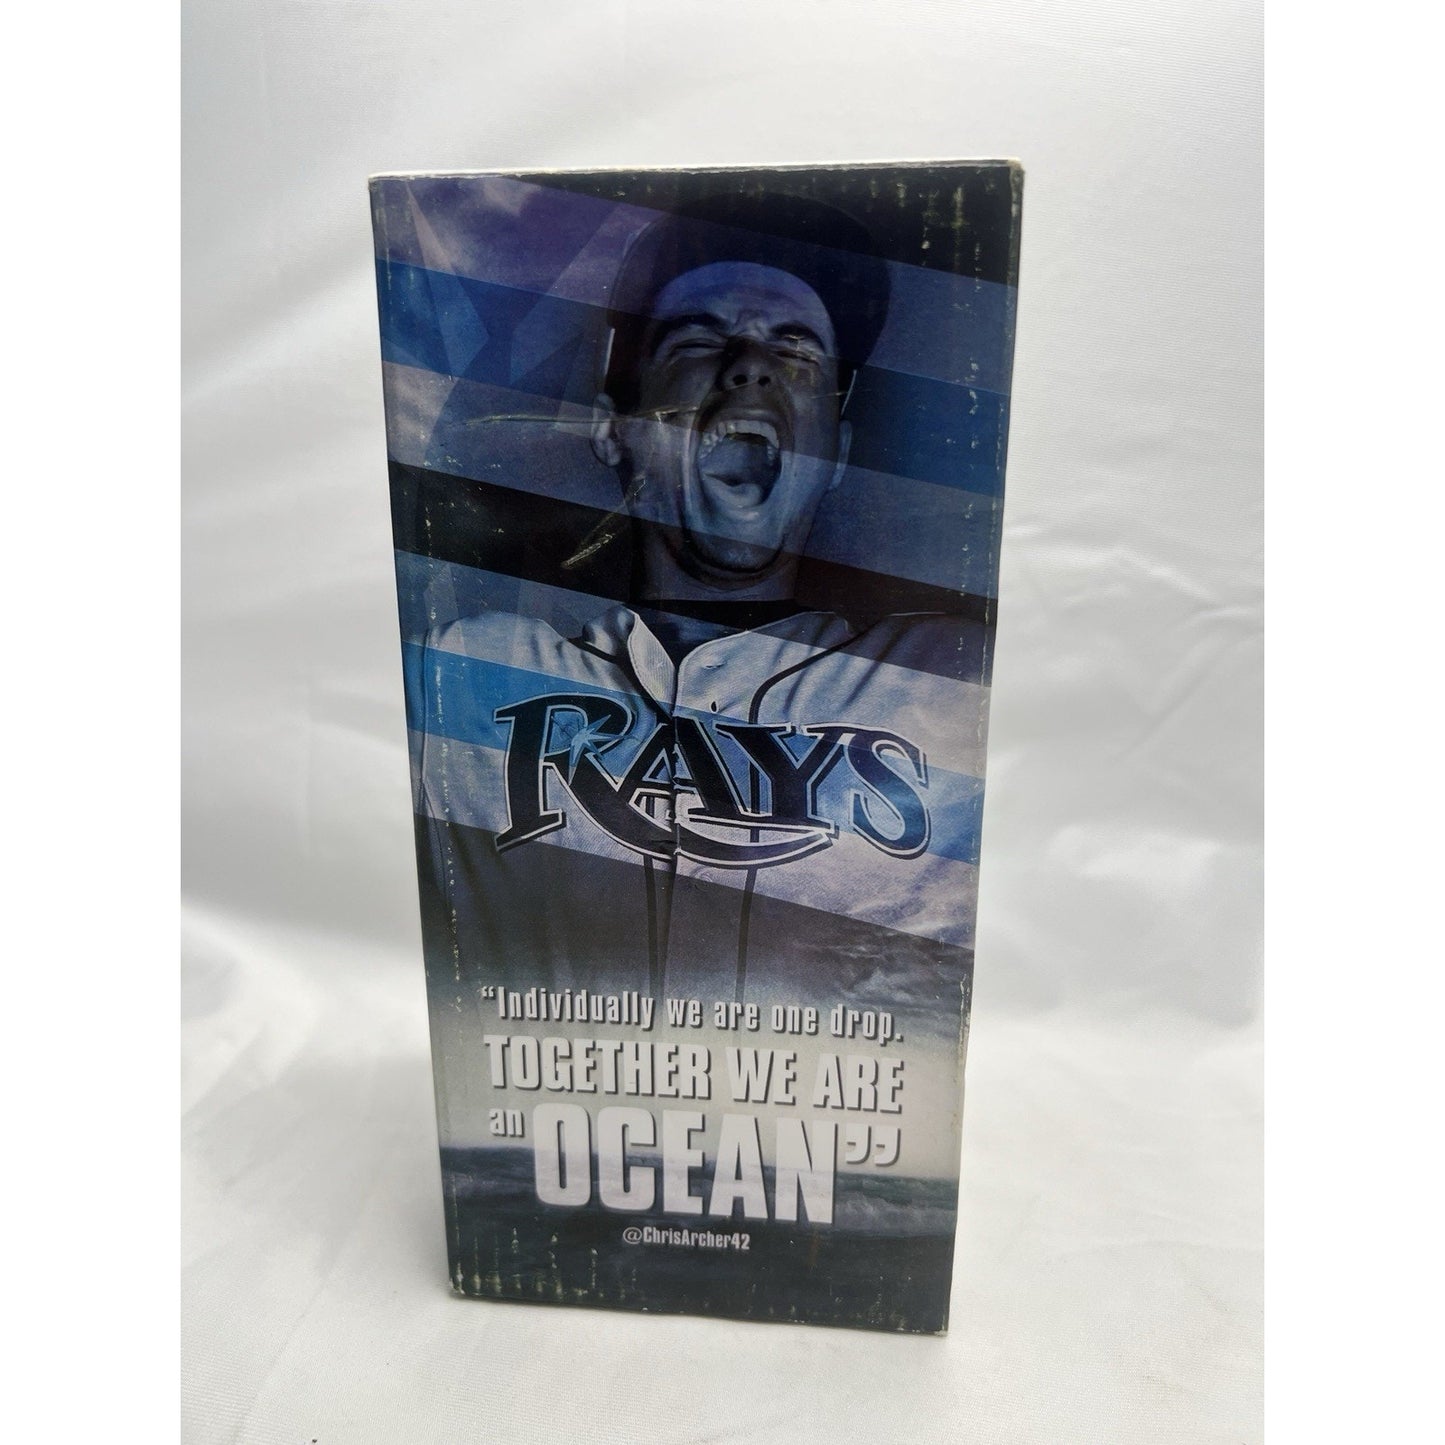 RAYS
“Individually we are one drop.
TOGETHER WE ARE
an OCEAN”
@ChrisArcher42